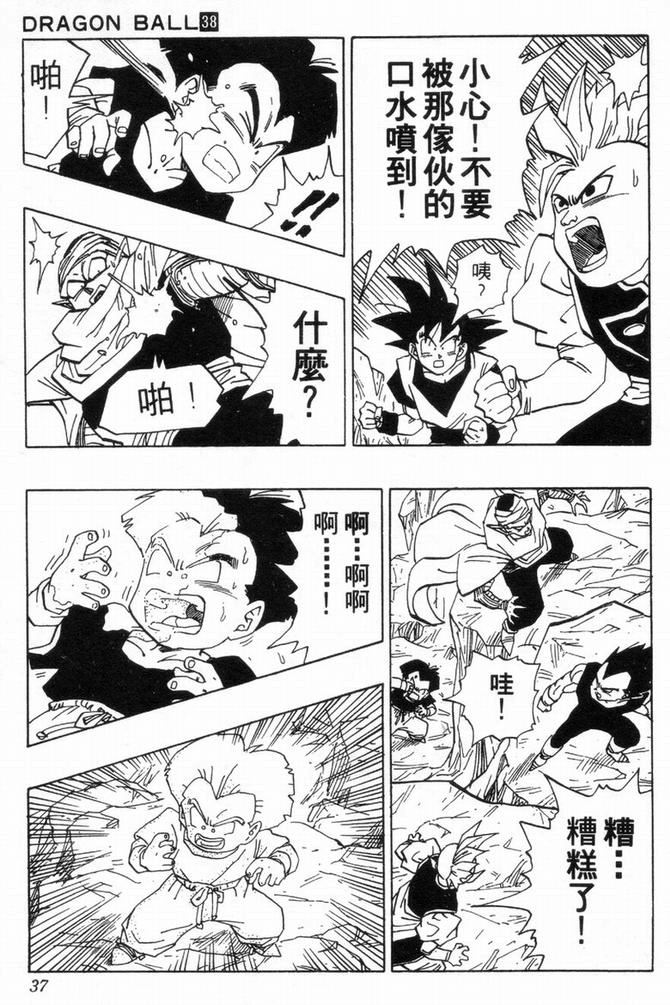 DRAGON BALL 38
小心！不要
被那傢伙的
口水噴到！
咦？
啪！
!!
什麼？
啪！
哇！
糟…
糟糕了！
啊…啊啊
啊……！
37